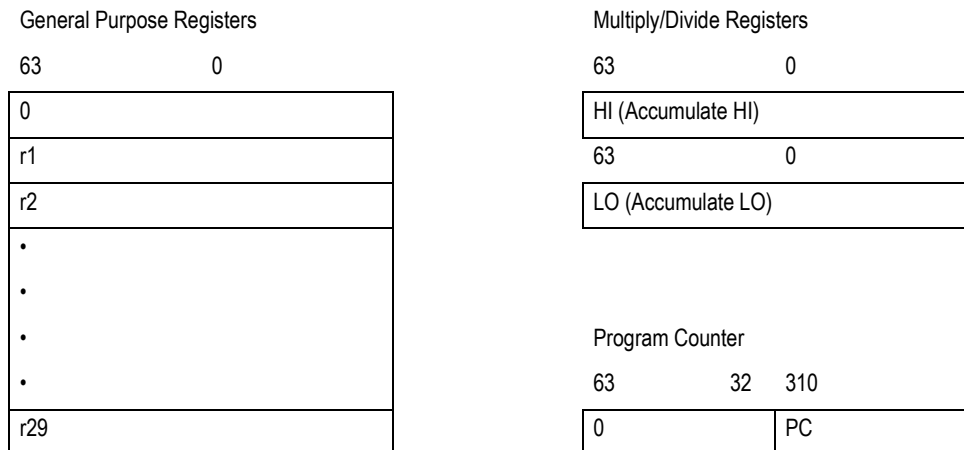 General Purpose Registers
63 0
0
r1
r2
•
•
•
•
r29
Multiply/Divide Registers
63 0
HI (Accumulate HI)
63 0
LO (Accumulate LO)
Program Counter
63 32 310
0 PC